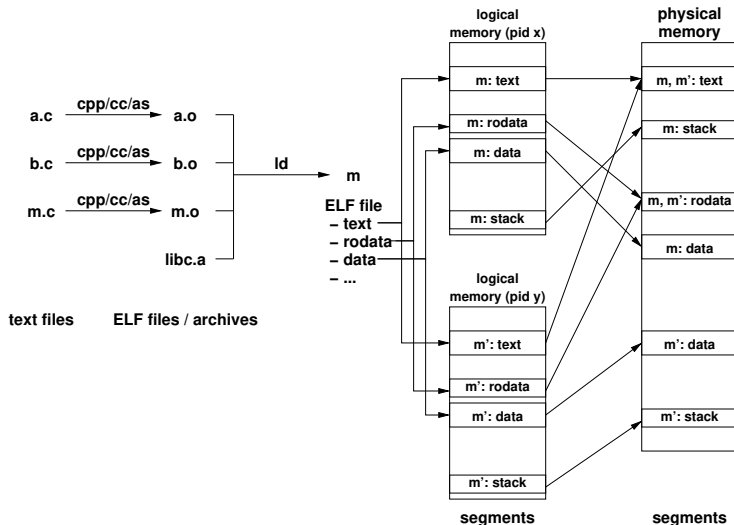 logical
memory (pid x)
physical
memory
m: text
m, m': text
cpp/cc/as
a.c
a.o
m: rodata
m: stack
cpp/cc/as
m: data
b.c
b.o
ld
m
cpp/cc/as
ELF file
m, m': rodata
m.c
m.o
– text
m: stack
– rodata
m: data
libc.a
– data
– ...
logical
memory (pid y)
text files
ELF files / archives
m': text
m': data
m': rodata
m': data
m': stack
m': stack
segments
segments